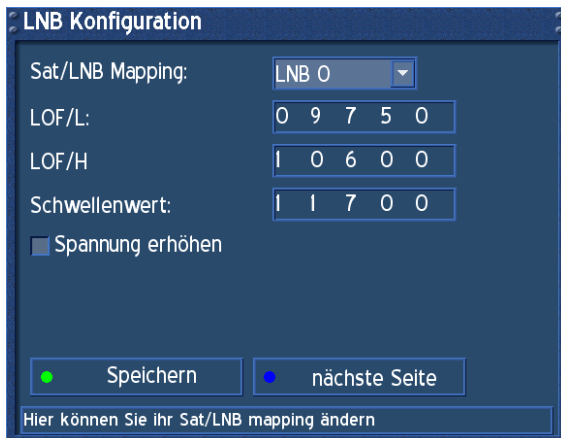 LNB Konfiguration
Sat/LNB Mapping: LNB 0
LOF/L: 0 9 7 5 0
LOF/H 1 0 6 0 0
Schwellenwert: 1 1 7 0 0
Spannung erhöhen
Speichern nächste Seite
Hier können Sie ihr Sat/LNB mapping ändern